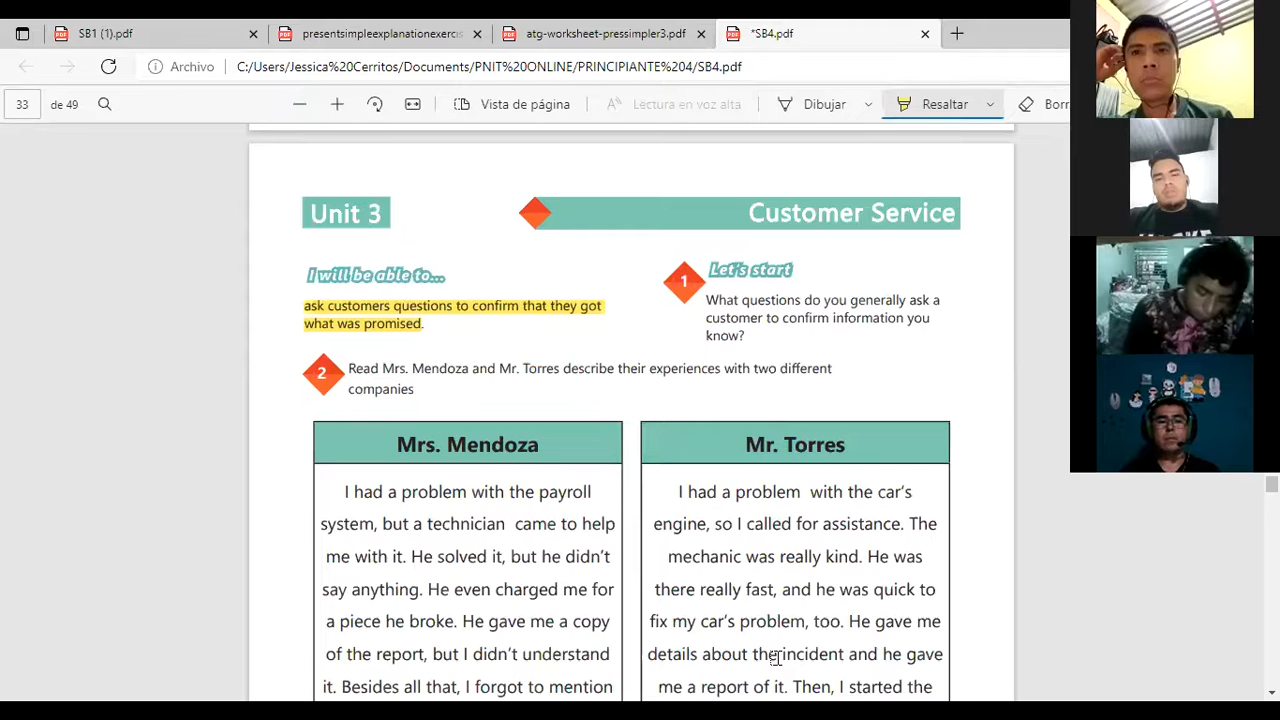 SB1 (1).pdf
presentsimpleexplanationexercis
atg-worksheet-pressimpler3.pdf
*SB4.pdf
Archivo
C:/Users/Jessica%20Cerritos/Documents/PNIT%20ONLINE/PRINCIPIANTE%204/SB4.pdf
33
de 49
Vista de página
Lectura en voz alta
Dibujar
Resaltar
Borr
Unit 3
Customer Service
I will be able to...
ask customers questions to confirm that they got
what was promised.
1
Let's start
What questions do you generally ask a
customer to confirm information you
know?
2
Read Mrs. Mendoza and Mr. Torres describe their experiences with two different
companies
Mrs. Mendoza
I had a problem with the payroll
system, but a technician came to help
me with it. He solved it, but he didn't
say anything. He even charged me for
a piece he broke. He gave me a copy
of the report, but I didn't understand
it. Besides all that, I forgot to mention
Mr. Torres
I had a problem with the car's
engine, so I called for assistance. The
mechanic was really kind. He was
there really fast, and he was quick to
fix my car's problem, too. He gave me
details about the incident and he gave
me a report of it. Then, I started the